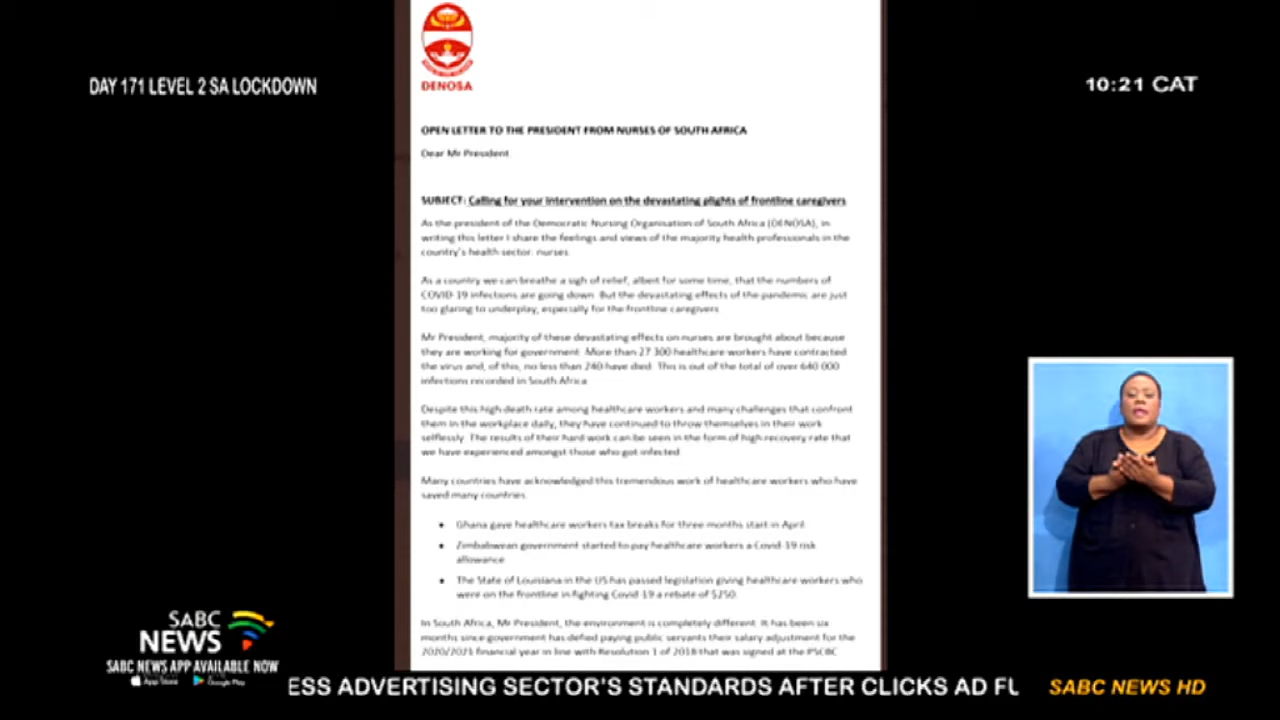 DAY 171 LEVEL 2 SA LOCKDOWN
10:21 CAT
DENOSA
OPEN LETTER TO THE PRESIDENT FROM NURSES OF SOUTH AFRICA
Dear Mr President
SUBJECT: Calling for your intervention on the devastating plights of frontline caregivers
As the president of the Democratic Nursing Organisation of South Africa (DENOSA), in
writing this letter I share the feelings and views of the majority health professionals in the
country's health sector: nurses.
As a country we can breathe a sigh of relief, albeit for some time, that the numbers of
COVID-19 infections are going down. But the devastating effects of the pandemic are just
too glaring to underplay, especially for the frontline caregivers.
Mr President, majority of these devastating effects on nurses are brought about because
they are working for government. More than 27 300 healthcare workers have contracted
the virus and, of this, no less than 240 have died. This is out of the total of over 640 000
infections recorded in South Africa.
Despite this high death rate among healthcare workers and many challenges that confront
them in the workplace daily, they have continued to throw themselves in their work
selflessly. The results of their hard work can be seen in the form of high recovery rate that
we have experienced amongst those who got infected.
Many countries have acknowledged this tremendous work of healthcare workers who have
saved many countries.
• Ghana gave healthcare workers tax breaks for three months start in April.
• Zimbabwean government started to pay healthcare workers a Covid-19 risk
allowance
• The State of Louisiana in the US has passed legislation giving healthcare workers who
were on the frontline in fighting Covid-19 a rebate of $250.
In South Africa, Mr President, the environment is completely different. It has been six
months since government has defied paying public servants their salary adjustment for the
2020/2021 financial year in line with Resolution 1 of 2018 that was signed at the PSCBC
SABC
NEWS
SABC NEWS APP AVAILABLE NOW
App Store Google Play
ESS ADVERTISING SECTOR'S STANDARDS AFTER CLICKS AD FU
SABC NEWS HD